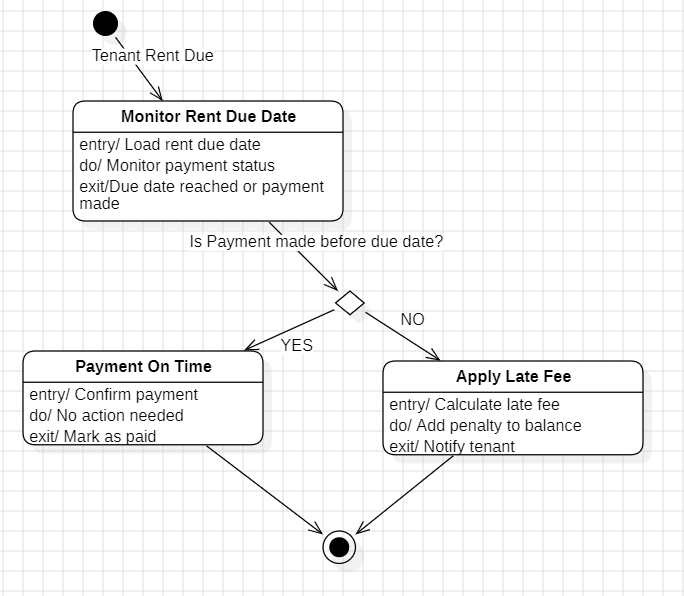 Tenant Rent Due
Monitor Rent Due Date
entry/ Load rent due date
do/ Monitor payment status
exit/Due date reached or payment
made
Is Payment made before due date?
NO
YES
Payment On Time
entry/ Confirm payment
do/ No action needed
exit/ Mark as paid
Apply Late Fee
entry/ Calculate late fee
do/ Add penalty to balance
exit/ Notify tenant